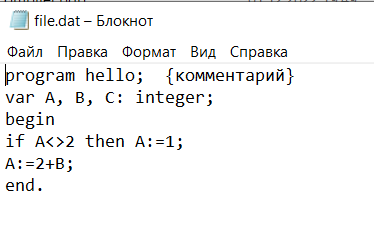 file.dat – Блокнот
Файл Правка Формат Вид Справка
program hello;  {комментарий}
var A, B, C: integer;
begin
if A<>2 then A:=1;
A:=2+B;
end.